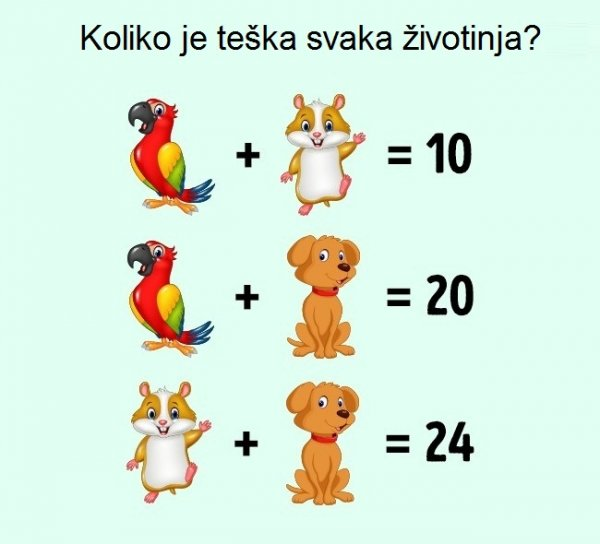 Koliko je teška svaka životinja?
+ = 10
+ = 20
+ = 24